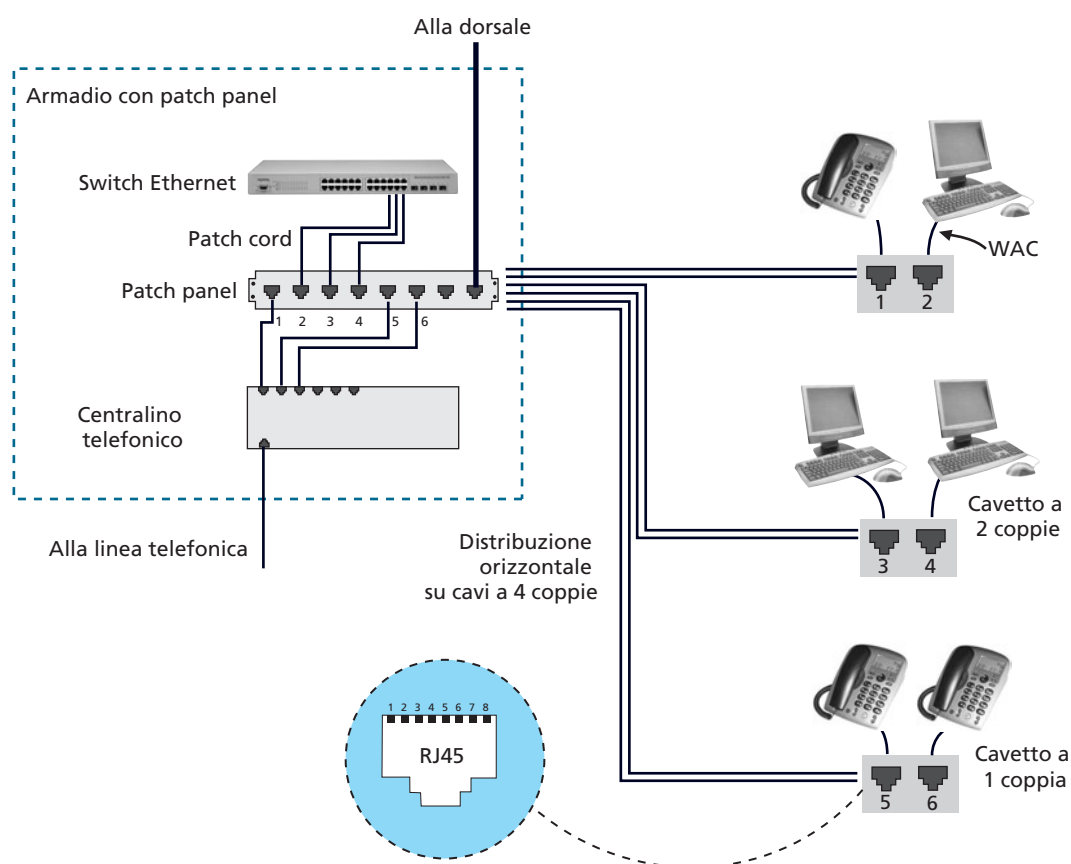 Alla dorsale
Armadio con patch panel
Switch Ethernet
Patch cord
Patch panel
1 2 3 4 5 6
Centralino
telefonico
Alla linea telefonica
WAC
1 2
Cavetto a
2 coppie
3 4
Distribuzione
orizzontale
su cavi a 4 coppie
Cavetto a
1 coppia
5 6
1 2 3 4 5 6 7 8
RJ45